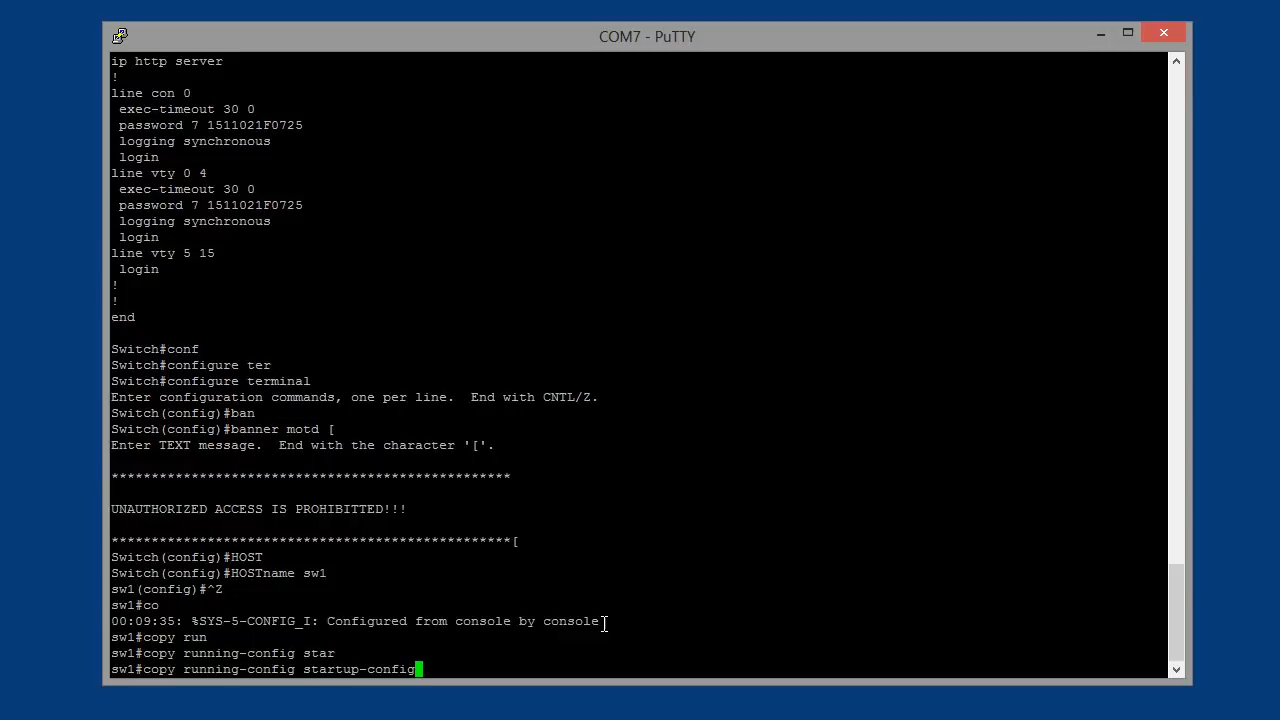 COM7 - PuTTY
ip http server
!
line con 0
 exec-timeout 30 0
 password 7 1511021F0725
 logging synchronous
 login
line vty 0 4
 exec-timeout 30 0
 password 7 1511021F0725
 logging synchronous
 login
line vty 5 15
 login
!
!
end

Switch#conf
Switch#configure ter
Switch#configure terminal
Enter configuration commands, one per line.  End with CNTL/Z.
Switch(config)#ban
Switch(config)#banner motd [
Enter TEXT message.  End with the character '['.

**************************************************

UNAUTHORIZED ACCESS IS PROHIBITTED!!!

**************************************************[
Switch(config)#HOST
Switch(config)#HOSTname sw1
sw1(config)#^Z
sw1#co
00:09:35: %SYS-5-CONFIG_I: Configured from console by console
sw1#copy run
sw1#copy running-config star
sw1#copy running-config startup-config